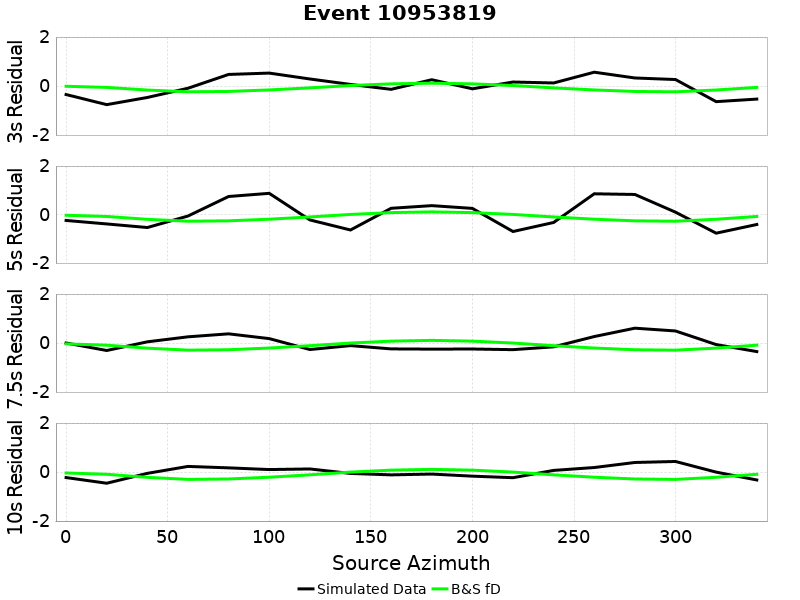 Event 10953819
3s Residual
2
0
-2
5s Residual
2
0
-2
7.5s Residual
2
0
-2
10s Residual
2
0
-2
0 50 100 150 200 250 300
Source Azimuth
Simulated Data B&S fD